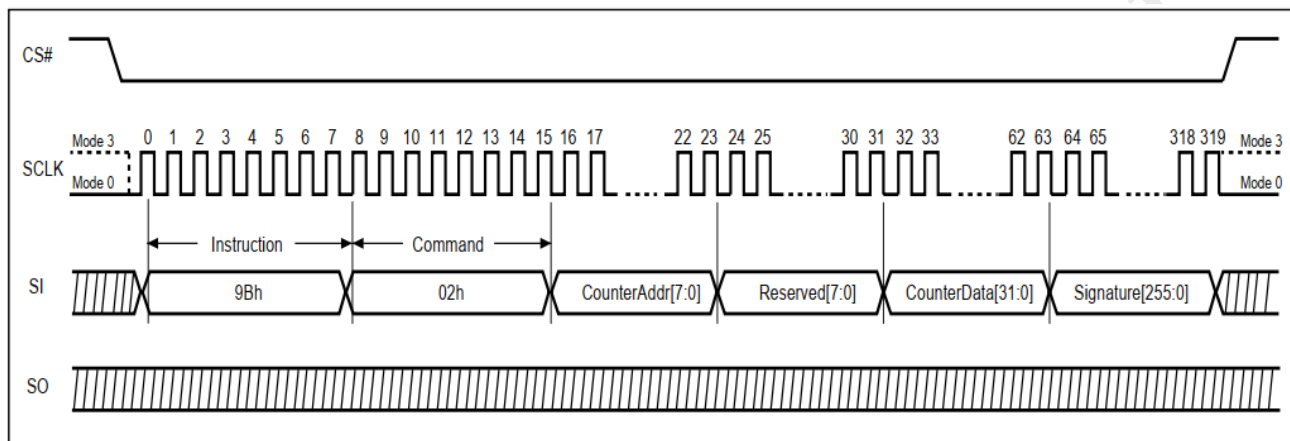 CS#
0 1 2 3 4 5 6 7 8 9 10 11 12 13 14 15 16 17 22 23 24 25 30 31 32 33 62 63 64 65 318 319
Mode 3 Mode 3
SCLK
Mode 0 Mode 0
Instruction Command
SI 9Bh 02h CounterAddr[7:0] Reserved[7:0] CounterData[31:0] Signature[255:0]
SO